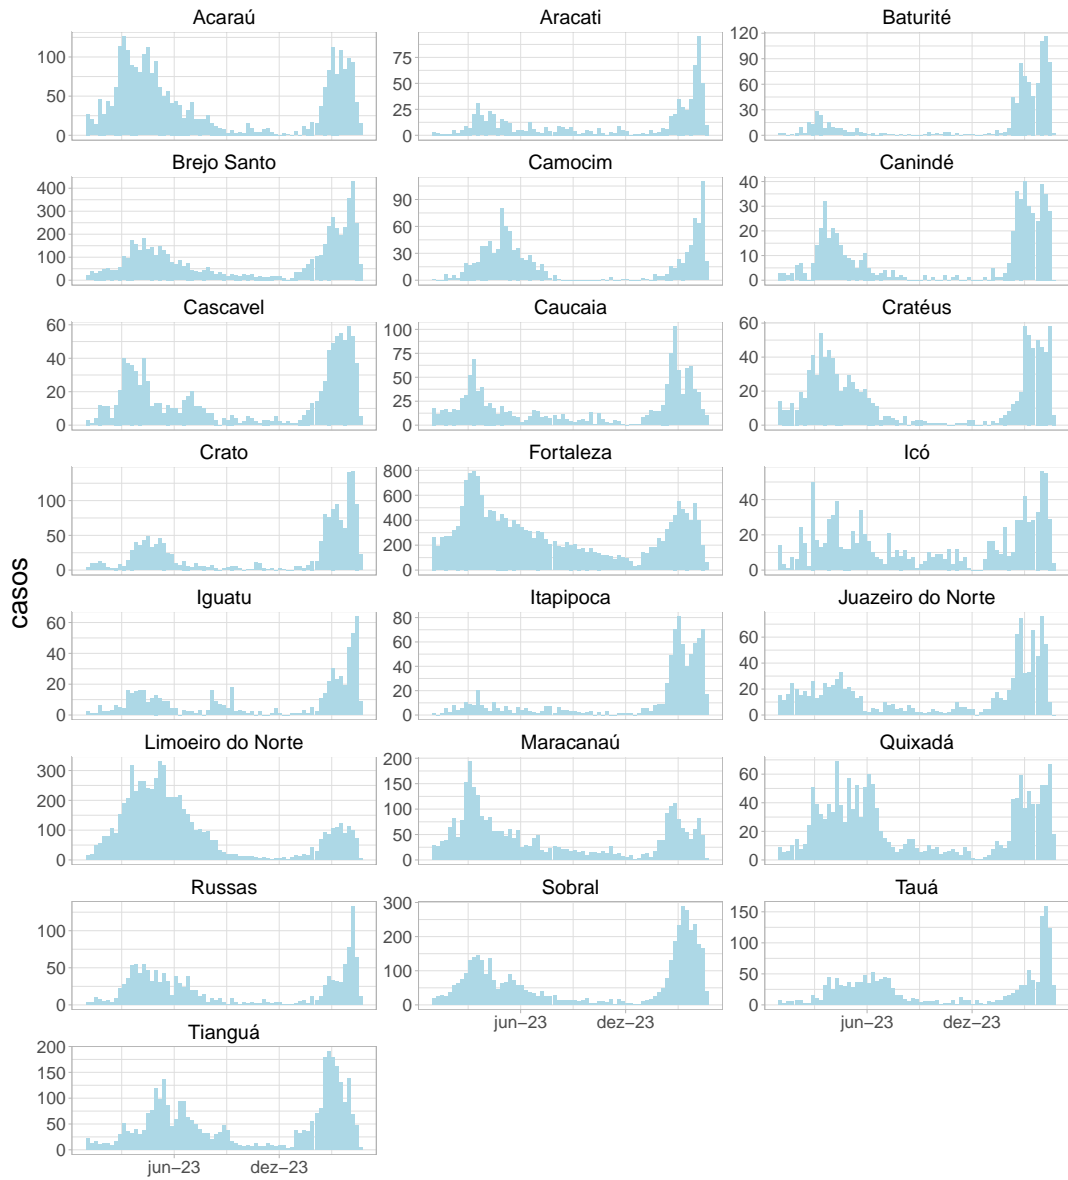 Acaraú Aracati Baturité
100 50 0
75 50 25 0
120 90 60 30 0
Brejo Santo Camocim Canindé
400 300 200 100 0
90 60 30 0
40 30 20 10 0
Cascavel Caucaia Cratéus
60 40 20 0
100 75 50 25 0
60 40 20 0
Crato Fortaleza Icó
100 50 0
800 600 400 200 0
40 20 0
casos
Iguatu Itapipoca Juazeiro do Norte
60 40 20 0
80 60 40 20 0
60 40 20 0
Limoeiro do Norte Maracanaú Quixadá
300 200 100 0
200 150 100 50 0
60 40 20 0
Russas Sobral Tauá
100 50 0
300 200 100 0
150 100 50 0
jun–23 dez–23 jun–23 dez–23
Tianguá
200 150 100 50 0
jun–23 dez–23